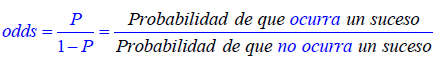 odds = P / 1 − P = Probabilidad de que ocurra un suceso / Probabilidad de que no ocurra un suceso